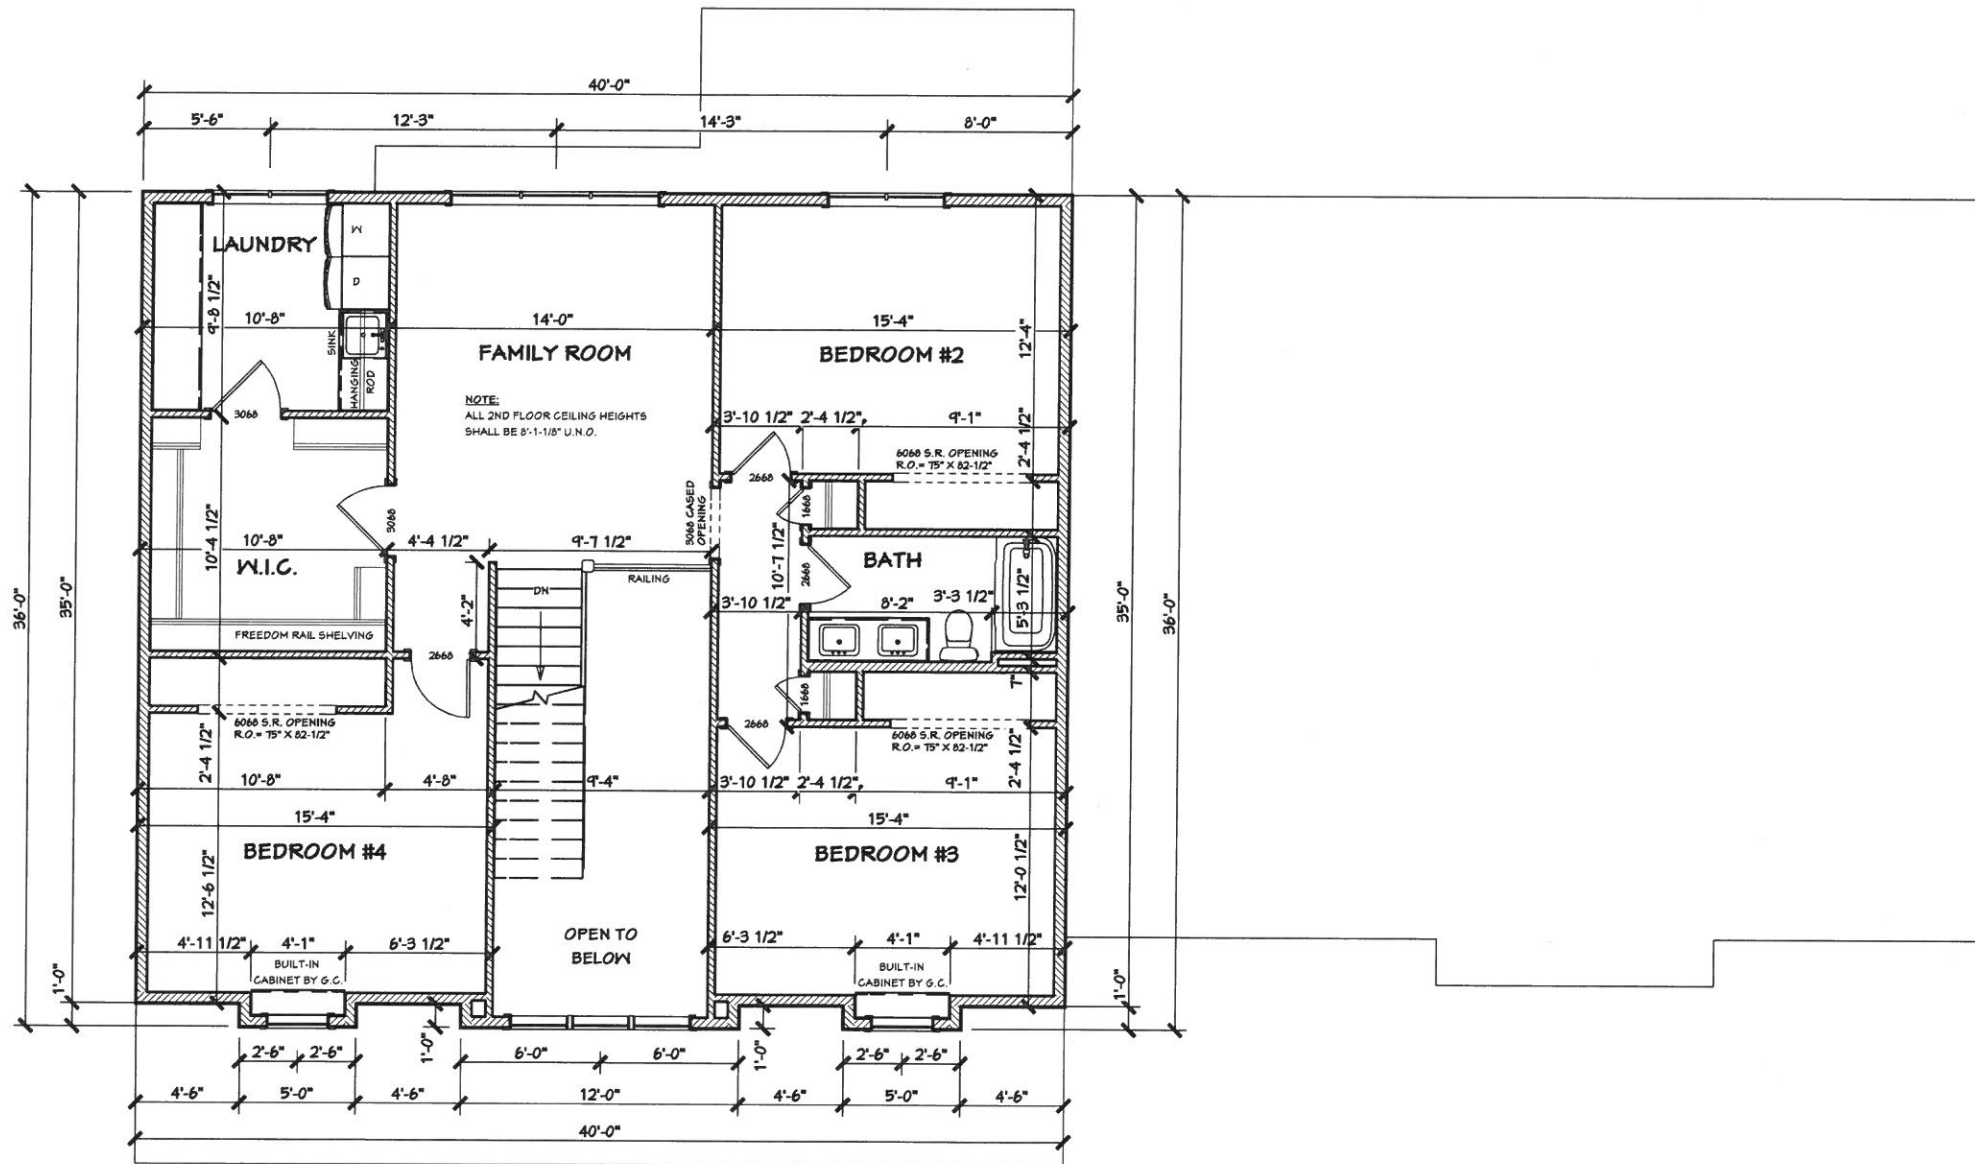 40'-0"
5'-6" 12'-3" 14'-3" 8'-0"
LAUNDRY
W
D
9'-8 1/2"
10'-8" 14'-0" 15'-4"
SINK
HANGING
ROD
FAMILY ROOM
BEDROOM #2
12'-4"
NOTE:
ALL 2ND FLOOR CEILING HEIGHTS
SHALL BE 8'-1-1/8" U.N.O.
3068
3'-10 1/2" 2'-4 1/2" 9'-1"
2'-4 1/2"
6068 S.R. OPENING
R.O.= 75" X 82-1/2"
2668
1668
3068 CASED
OPENING
3068
10'-4 1/2"
10'-8" 4'-4 1/2" 9'-7 1/2"
W.I.C.
10'-7 1/2"
BATH
2668
DN
RAILING
36'-0"
35'-0"
35'-0"
36'-0"
4'-2"
3'-10 1/2" 8'-2" 3'-3 1/2"
5'-3 1/2"
FREEDOM RAIL SHELVING
2668
7"
1668
2668
6068 S.R. OPENING
R.O.= 75" X 82-1/2"
6068 S.R. OPENING
R.O.= 75" X 82-1/2"
2'-4 1/2"
2'-4 1/2"
10'-8" 4'-8" 9'-4" 3'-10 1/2" 2'-4 1/2" 9'-1"
15'-4" 15'-4"
BEDROOM #4
BEDROOM #3
12'-6 1/2"
12'-0 1/2"
OPEN TO
BELOW
4'-11 1/2" 4'-1" 6'-3 1/2"
6'-3 1/2" 4'-1" 4'-11 1/2"
BUILT-IN
CABINET BY G.C.
BUILT-IN
CABINET BY G.C.
1'-0"
1'-0"
1'-0"
1'-0"
2'-6" 2'-6" 6'-0" 6'-0" 2'-6" 2'-6"
4'-6" 5'-0" 4'-6" 12'-0" 4'-6" 5'-0" 4'-6"
40'-0"